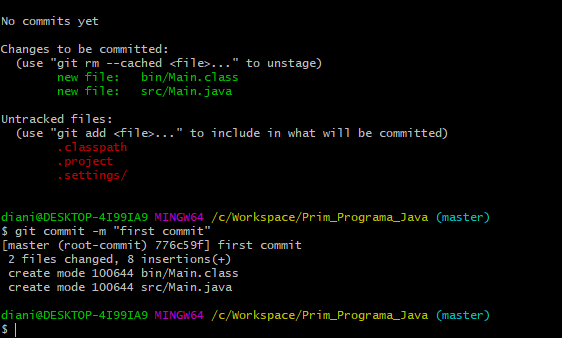 No commits yet
Changes to be committed:
  (use "git rm --cached <file>..." to unstage)
        new file:   bin/Main.class
        new file:   src/Main.java
Untracked files:
  (use "git add <file>..." to include in what will be committed)
        .classpath
        .project
        .settings/
diani@DESKTOP-4I99IA9 MINGW64 /c/Workspace/Prim_Programa_Java (master)
$ git commit -m "first commit"
[master (root-commit) 776c59f] first commit
 2 files changed, 8 insertions(+)
 create mode 100644 bin/Main.class
 create mode 100644 src/Main.java
diani@DESKTOP-4I99IA9 MINGW64 /c/Workspace/Prim_Programa_Java (master)
$